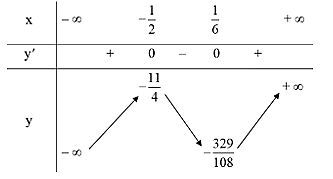 x −∞ −1/2 1/6 +∞
y′ + 0 − 0 +
−11/4 +∞
y
−∞ −329/108